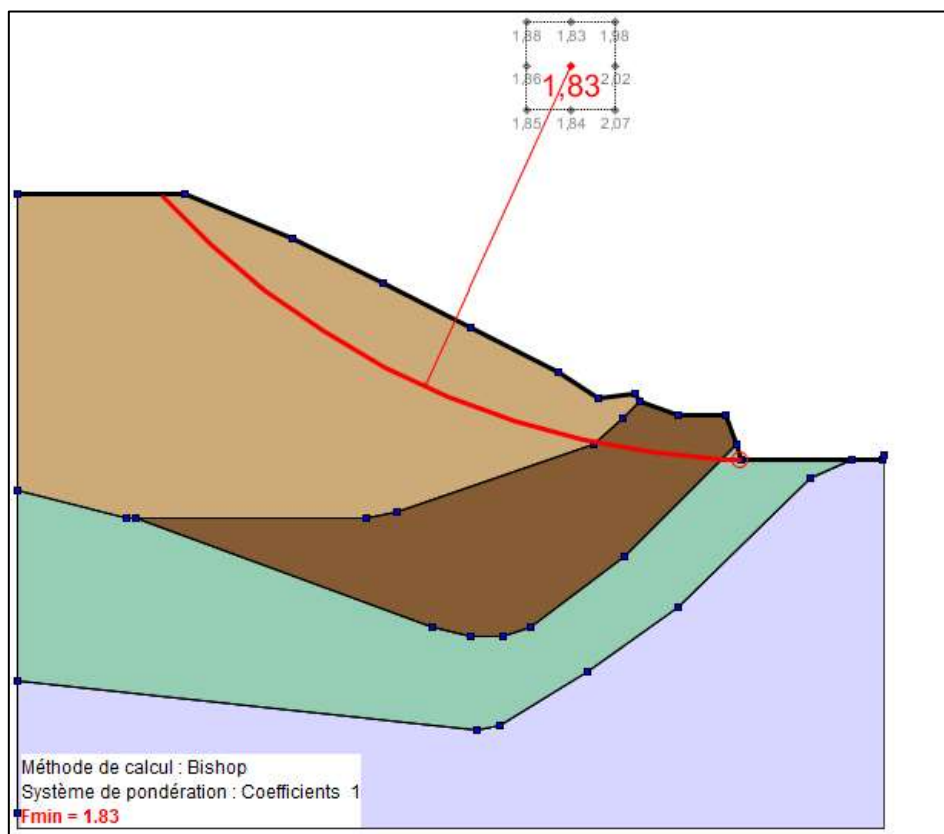 1,88 1,83 1,98
1,86 1,83 2,02
1,85 1,84 2,07
Méthode de calcul : Bishop
Système de pondération : Coefficients 1
Fmin = 1.83